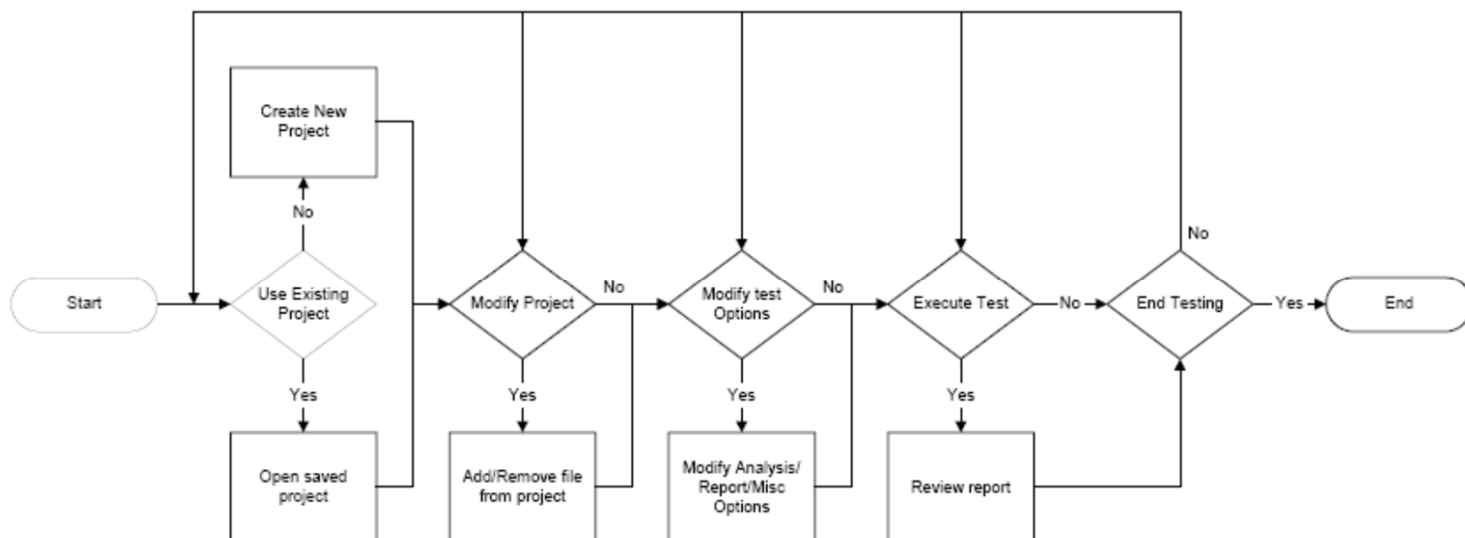 Create New
Project
No
Start
Use Existing
Project
Yes
Open saved
project
Modify Project
No
Yes
Add/Remove file
from project
Modify test
Options
No
Yes
Modify Analysis/
Report/Misc
Options
Execute Test
No
Yes
Review report
End Testing
No
Yes
End